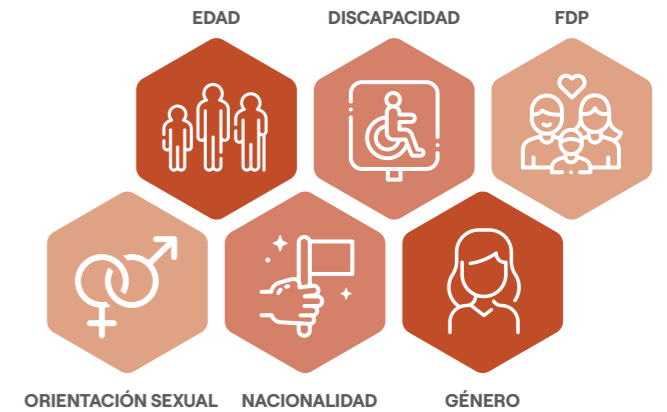 EDAD
DISCAPACIDAD
FDP
ORIENTACIÓN SEXUAL
NACIONALIDAD
GÉNERO